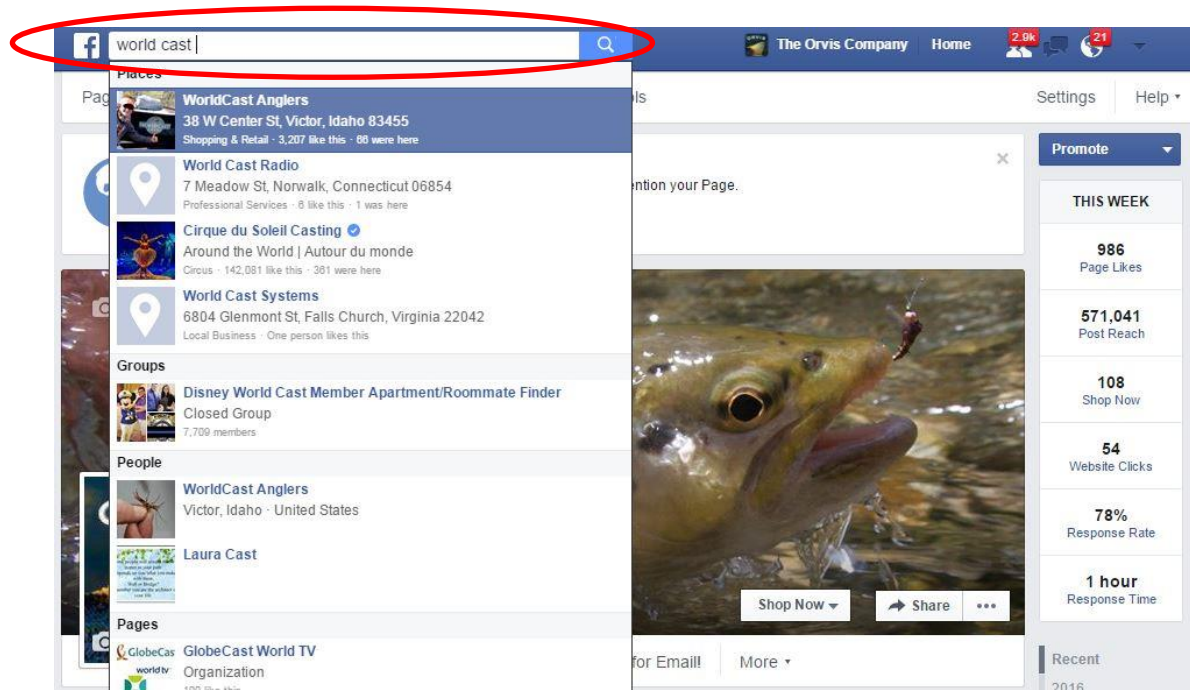 world cast
The Orvis Company Home 2.9k 21
Places
WorldCast Anglers
38 W Center St, Victor, Idaho 83455
Shopping & Retail · 3,207 like this · 66 were here
World Cast Radio
7 Meadow St, Norwalk, Connecticut 06854
Professional Services · 6 like this · 1 was here
Cirque du Soleil Casting
Around the World | Autour du monde
Circus · 142,081 like this · 361 were here
World Cast Systems
6804 Glenmont St, Falls Church, Virginia 22042
Local Business · One person likes this
Groups
Disney World Cast Member Apartment/Roommate Finder
Closed Group
7,709 members
People
WorldCast Anglers
Victor, Idaho · United States
Laura Cast
Pages
GlobeCast World TV
Organization
GlobeCas
world tv
Pag
ols
Settings Help
ention your Page.
Shop Now
Share
for Email!
More
Promote
THIS WEEK
986
Page Likes
571,041
Post Reach
108
Shop Now
54
Website Clicks
78%
Response Rate
1 hour
Response Time
Recent
2016